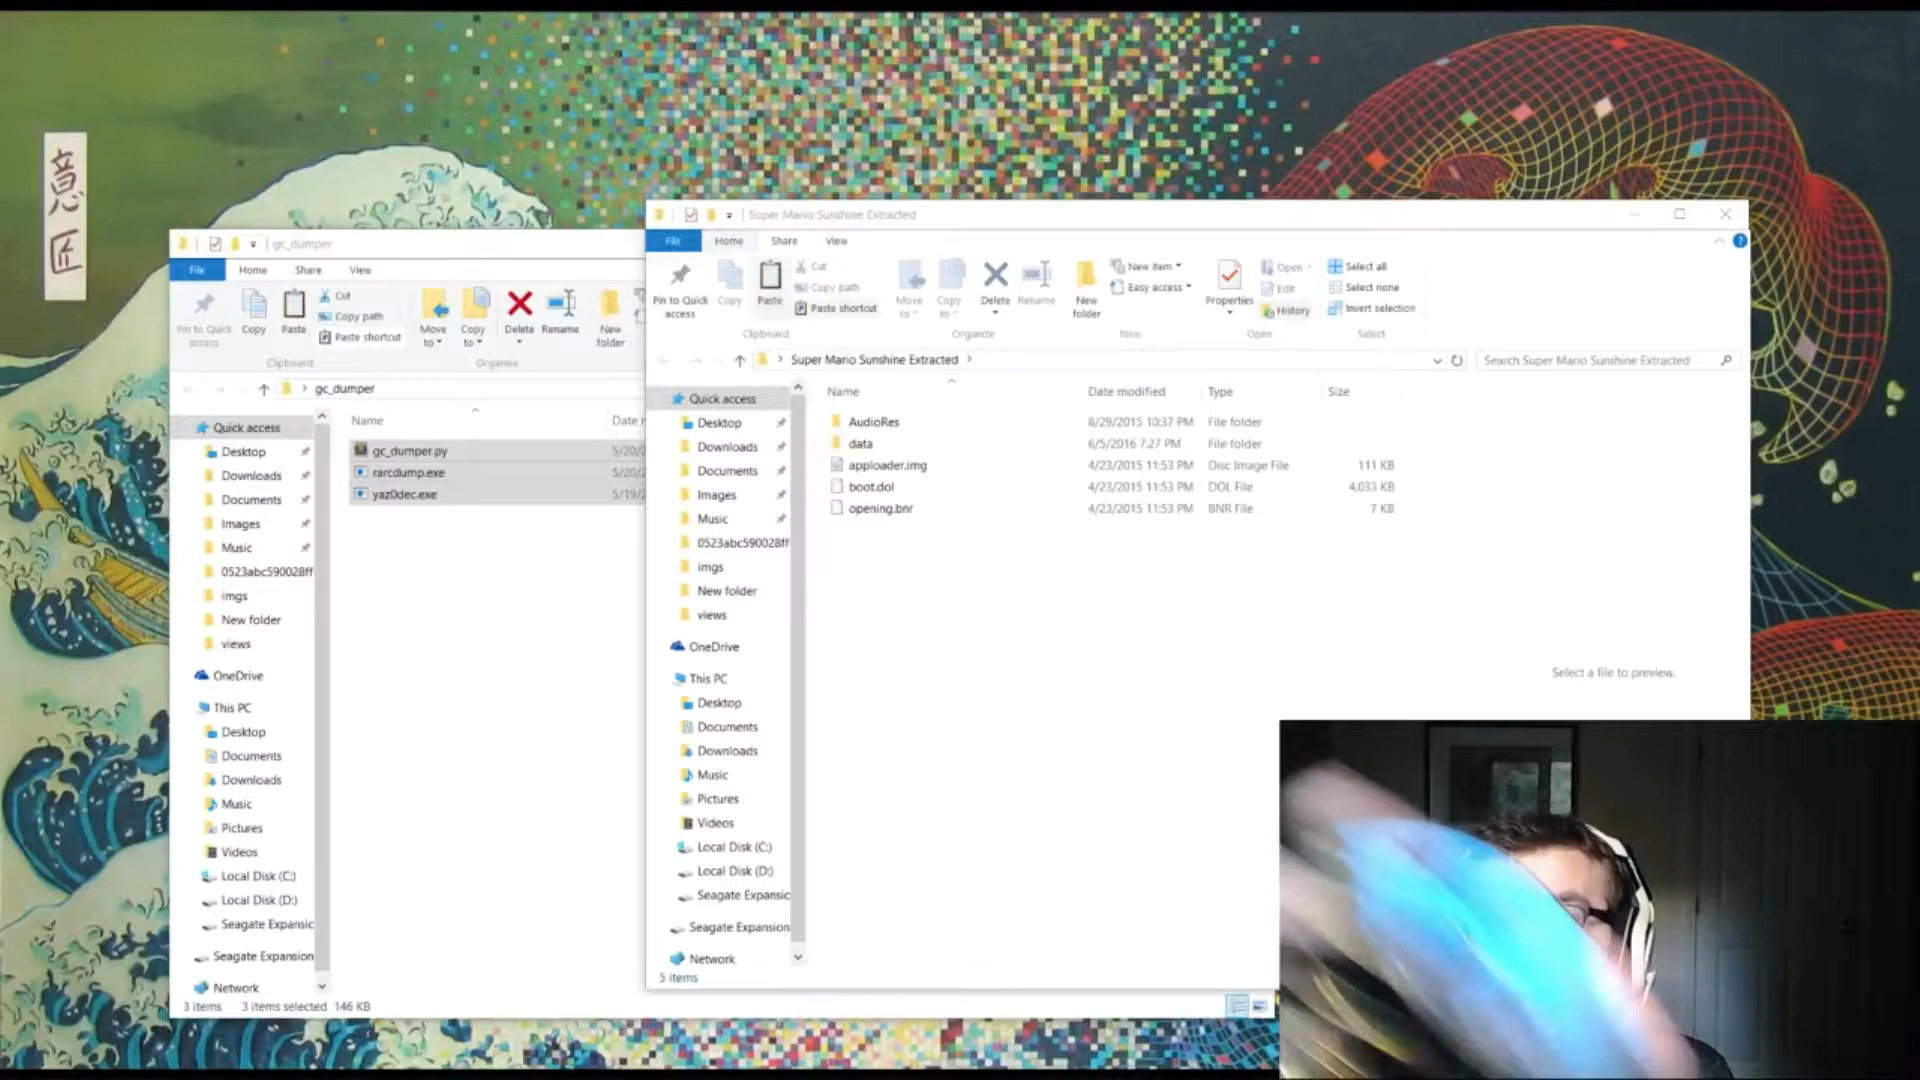 意匠
gc_dumper
File
Home
Share
View
Pin to Quick access
Copy
Paste
Cut
Copy path
Paste shortcut
Move to
Copy to
Delete
Rename
New folder
Clipboard
Organise
gc_dumper
Name
Quick access
Desktop
Downloads
Documents
Images
Music
0523abc590028ff
imgs
New folder
views
OneDrive
This PC
Desktop
Documents
Downloads
Music
Pictures
Videos
Local Disk (C:)
Local Disk (D:)
Seagate Expansic
Seagate Expansion
Network
gc_dumper.py
rarcdump.exe
yaz0dec.exe
3 items 3 items selected 146 KB
Super Mario Sunshine Extracted
File
Home
Share
View
Pin to Quick access
Copy
Paste
Cut
Copy path
Paste shortcut
Move to
Copy to
Delete
Rename
New folder
New item
Easy access
Properties
Open
Edit
History
Select all
Select none
Invert selection
Clipboard
Organize
New
Open
Select
Super Mario Sunshine Extracted
Search Super Mario Sunshine Extracted
Quick access
Desktop
Downloads
Documents
Images
Music
0523abc590028ff
imgs
New folder
views
OneDrive
This PC
Desktop
Documents
Downloads
Music
Pictures
Videos
Local Disk (C:)
Local Disk (D:)
Seagate Expansic
Seagate Expansion
Network
Name Date modified Type Size
AudioRes 8/29/2015 10:37 PM File folder
data 6/5/2016 7:27 PM File folder
apploader.img 4/23/2015 11:53 PM Disc Image File 111 KB
boot.dol 4/23/2015 11:53 PM DOL File 4,033 KB
opening.bnr 4/23/2015 11:53 PM BNR File 7 KB
Select a file to preview.
5 items